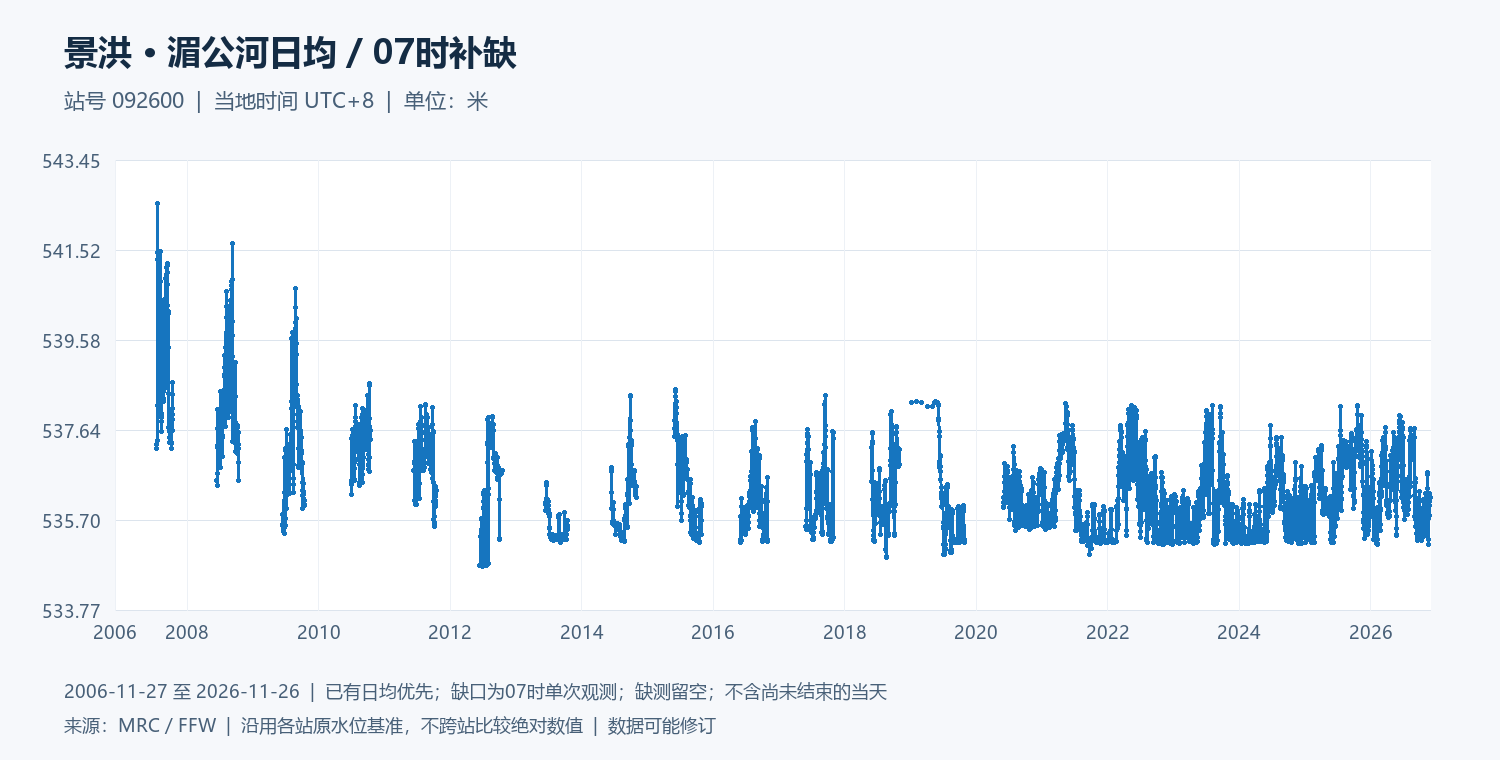 景洪 • 湄公河日均 / 07时补缺
站号 092600 | 当地时间 UTC+8 | 单位：米
543.45
541.52
539.58
537.64
535.70
533.77
2006 2008 2010 2012 2014 2016 2018 2020 2022 2024 2026
2006-11-27 至 2026-11-26 | 已有日均优先；缺口为07时单次观测；缺测留空；不含尚未结束的当天
来源：MRC / FFW | 沿用各站原水位基准，不跨站比较绝对数值 | 数据可能修订